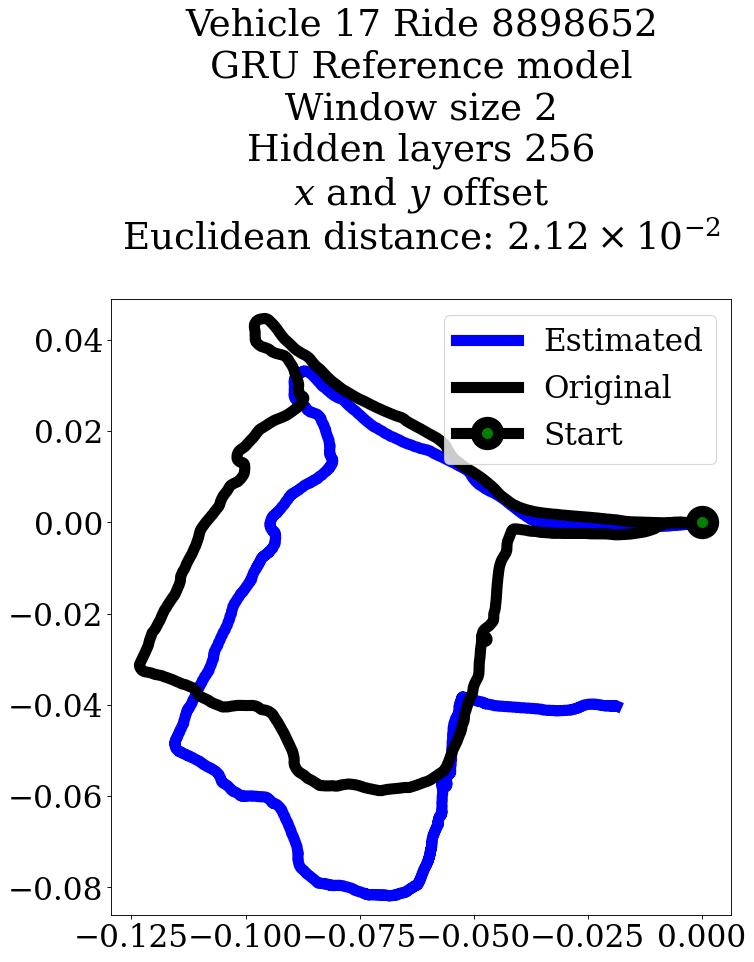 Vehicle 17 Ride 8898652
GRU Reference model
Window size 2
Hidden layers 256
x and y offset
Euclidean distance: 2.12 × 10⁻²
Estimated
Original
Start
0.04
0.02
0.00
−0.02
−0.04
−0.06
−0.08
−0.125 −0.100 −0.075 −0.050 −0.025 0.000